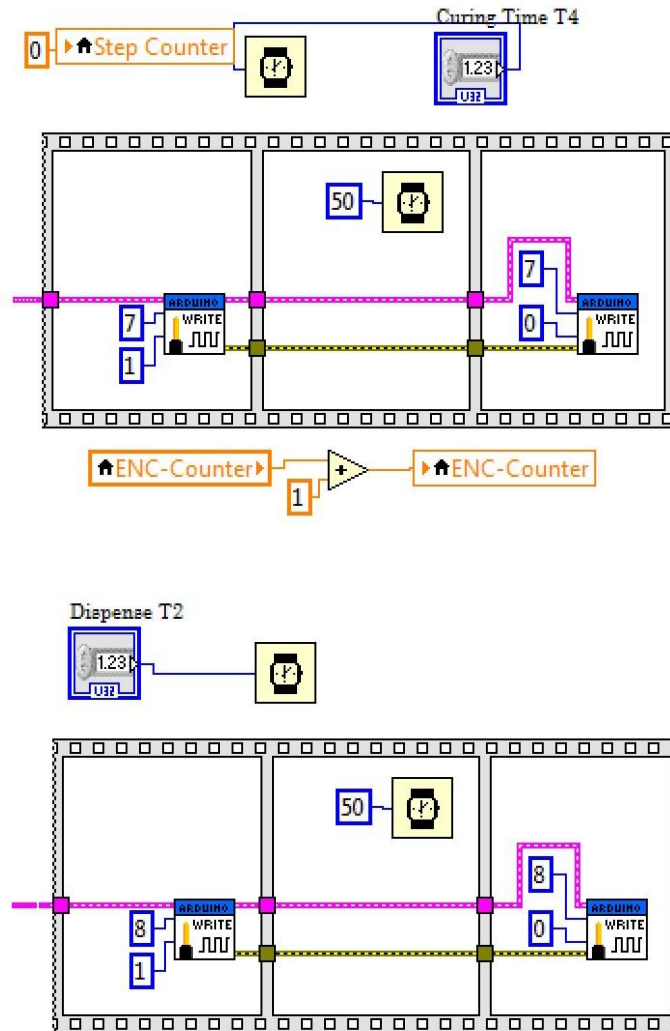 Curing Time T4
0 Step Counter
1.23
U32
50
7
ARDUINO
WRITE
7
1
ARDUINO
WRITE
0
ENC-Counter + ENC-Counter
1
Dispense T2
1.23
U32
50
8
ARDUINO
WRITE
8
1
ARDUINO
WRITE
0